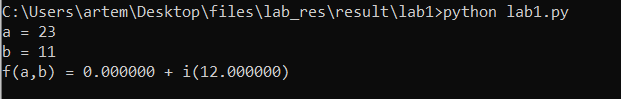 C:\Users\artem\Desktop\files\lab_res\result\lab1>python lab1.py
a = 23
b = 11
f(a,b) = 0.000000 + i(12.000000)